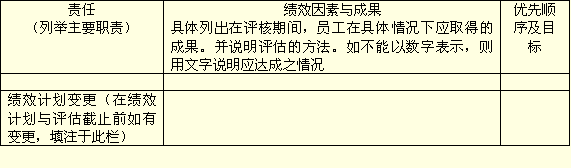 责任
(列举主要职责)
绩效因素与成果
具体列出在评核期间，员工在具体情况下应取得的
成果。并说明评估的方法。如不能以数字表示，则
用文字说明应达成之情况
优先顺
序及目
标
绩效计划变更（在绩效
计划与评估截止前如有
变更，填注于此栏）